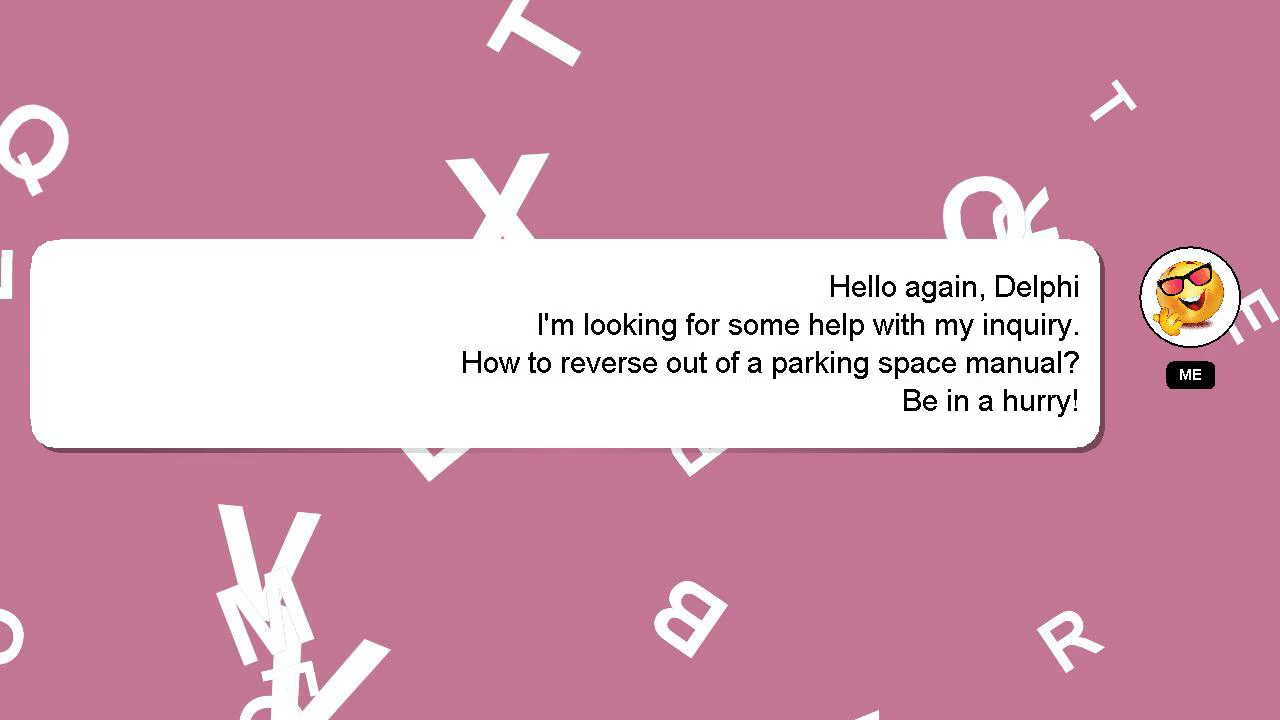 Hello again, Delphi
I'm looking for some help with my inquiry.
How to reverse out of a parking space manual?
Be in a hurry!
ME
T
T
Q
X
Q
E
V
M
B
R